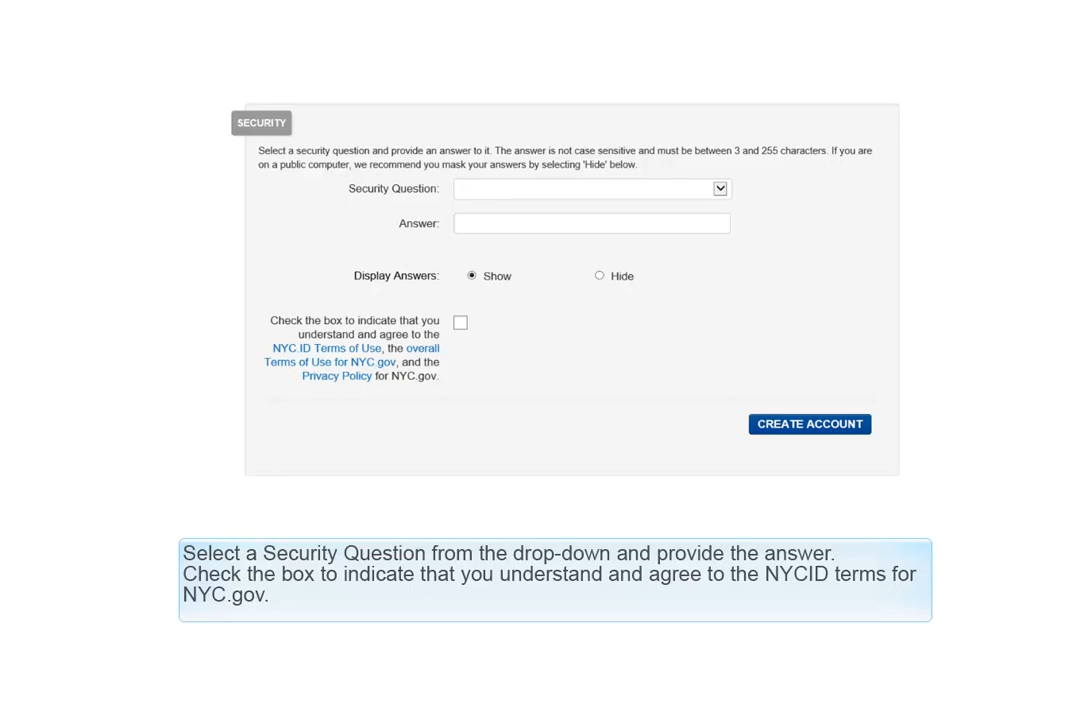 SECURITY
Select a security question and provide an answer to it. The answer is not case sensitive and must be between 3 and 255 characters. If you are
on a public computer, we recommend you mask your answers by selecting 'Hide' below.
Security Question:
Answer:
Display Answers: Show Hide
Check the box to indicate that you
understand and agree to the
NYC.ID Terms of Use, the overall
Terms of Use for NYC.gov, and the
Privacy Policy for NYC.gov.
CREATE ACCOUNT
Select a Security Question from the drop-down and provide the answer.
Check the box to indicate that you understand and agree to the NYCID terms for
NYC.gov.